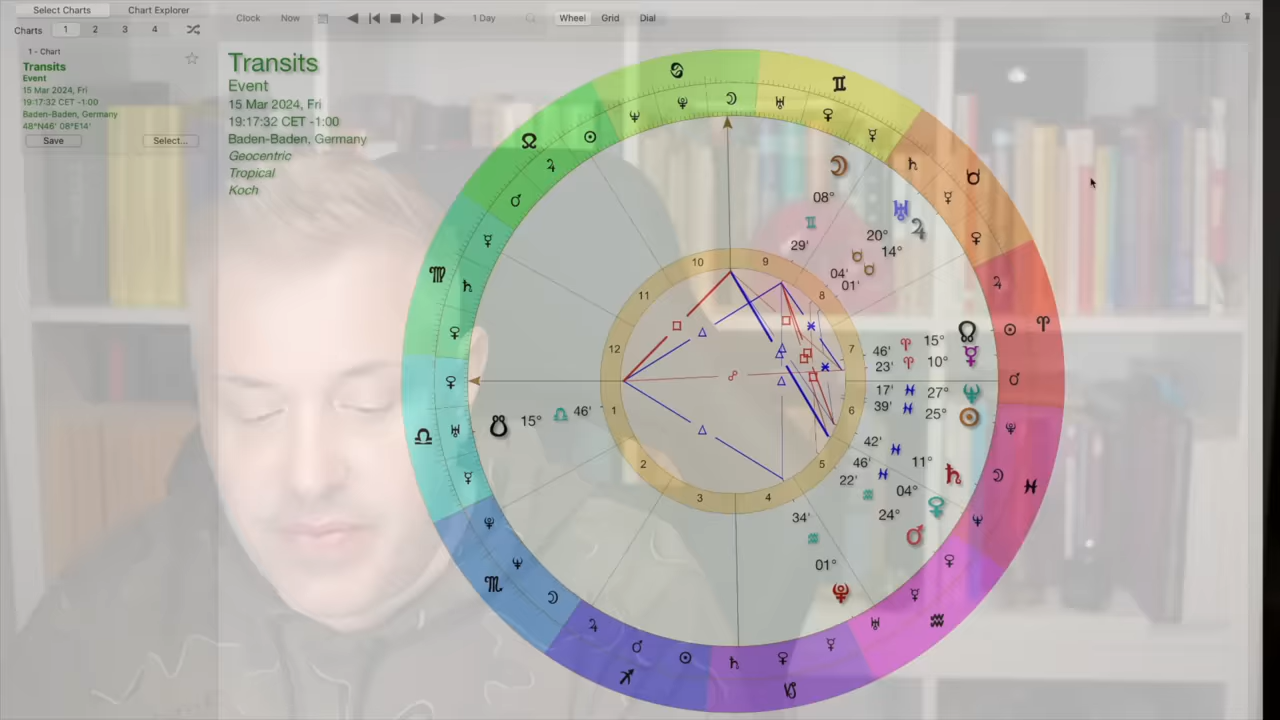 Select Charts
Chart Explorer
Charts 1 2 3 4
Clock Now 1 Day Wheel Grid Dial
1 - Chart
Transits
Event
15 Mar 2024, Fri
19:17:32 CET -1:00
Baden-Baden, Germany
48°N46' 08°E14'
Save
Select...
Transits
Event
15 Mar 2024, Fri
19:17:32 CET -1:00
Baden-Baden, Germany
Geocentric
Tropical
Koch
♋ ♊
♆ ♇ ☽ ♅ ♀ ☿
♌ ☉ ♄ ♉
♃ ☿
♂ ♀
☽
08°
♊
29'
♅
20° ♃
♉ 14°
04' ♉
01'
10 9
11 8
12 7
1 6
2 5
3 4
♍ ☿
♄ ♃
♀ ☉ ♈
♀ ♂
46' ♈ 15° ☊
23' ♈ 10° ☿
17' ♓ 27° ♆
39' ♓ 25° ☉
☋ 15° ♎ 46'
♎ ♅ ♇
☿ ☽ ♓
42' ♓ 11° ♄
46' ♓ 04° ♀
22' ♒ 24° ♂
34' ♒ 01° ♇
♇ ♆
♏ ♆ ♀
☽ ☿ ♒
♃ ♅
♂ ☉ ♄ ♀ ☿
♐ ♑